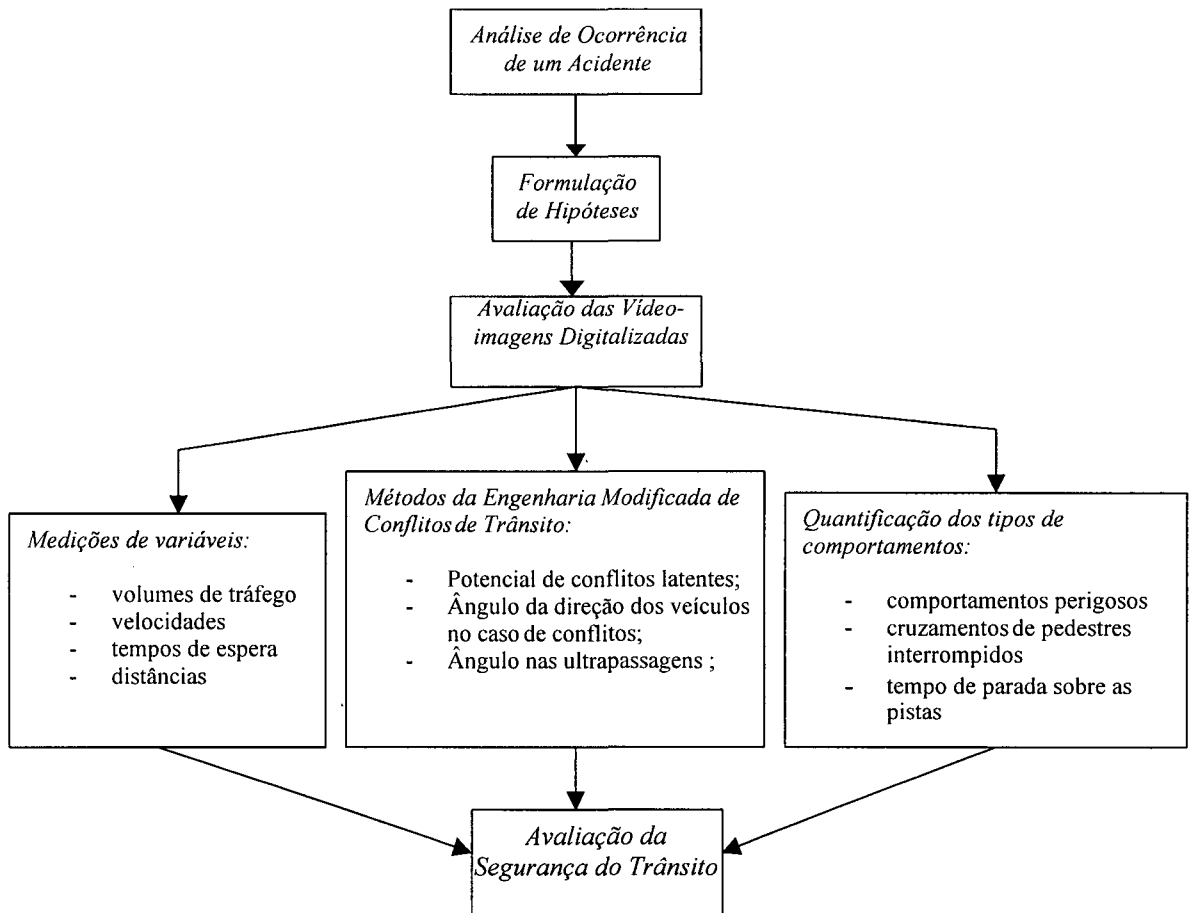 Análise de Ocorrência
de um Acidente
Formulação
de Hipóteses
Avaliação das Vídeo-
imagens Digitalizadas
Medições de variáveis:
- volumes de tráfego
- velocidades
- tempos de espera
- distâncias
Métodos da Engenharia Modificada de
Conflitos de Trânsito:
- Potencial de conflitos latentes;
- Ângulo da direção dos veículos
no caso de conflitos;
- Ângulo nas ultrapassagens ;
Quantificação dos tipos de
comportamentos:
- comportamentos perigosos
- cruzamentos de pedestres
interrompidos
- tempo de parada sobre as
pistas
Avaliação da
Segurança do Trânsito